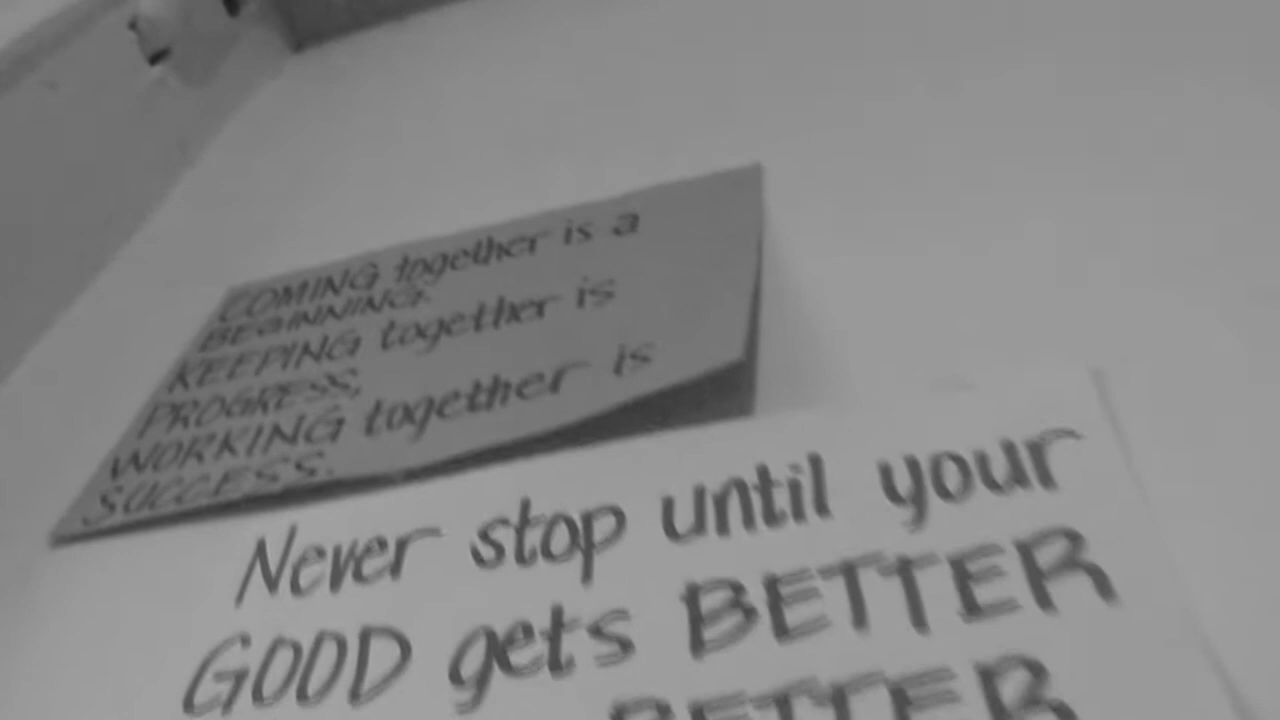 COMING together is a
BEGINNING.
KEEPING together is
PROGRESS,
WORKING together is
SUCCESS.
Never stop until your
GOOD gets BETTER
BETTER